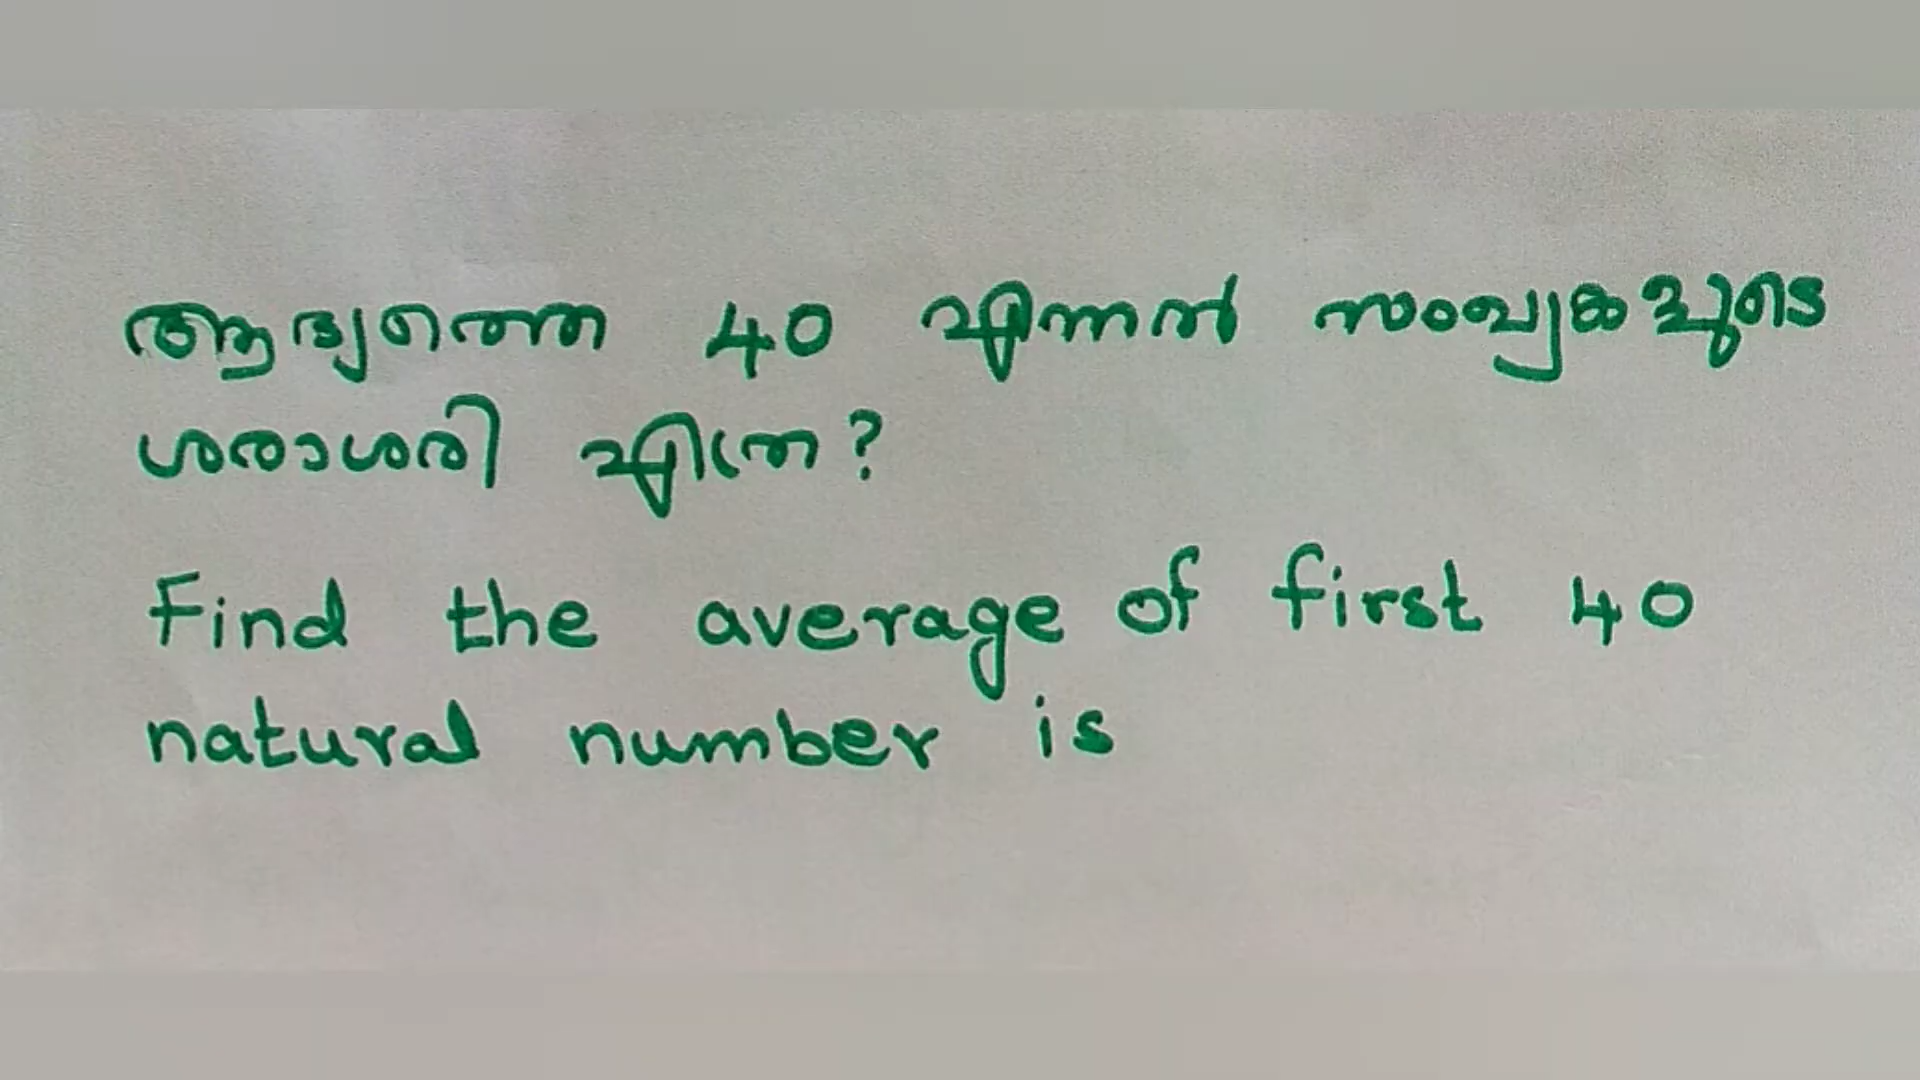 ആദ്യത്തെ 40 എണ്ണൽ സംഖ്യകളുടെ
ശരാശരി എത്ര?
Find the average of first 40
natural number is